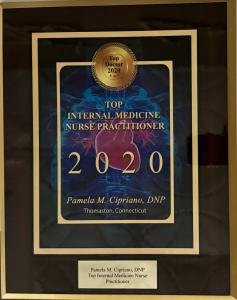 Top
Doctor
2020
TOP
INTERNAL MEDICINE
NURSE PRACTITIONER
2020
Pamela M. Cipriano, DNP
Thomaston, Connecticut
Pamela M. Cipriano, DNP
Top Internal Medicine Nurse
Practitioner